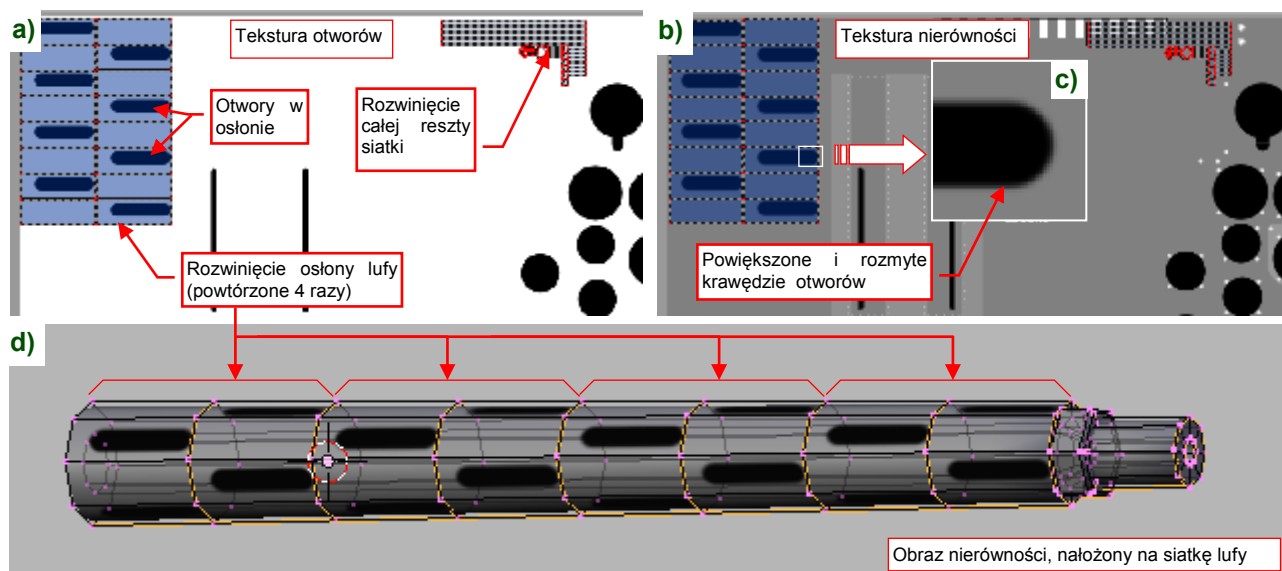 a)
Tekstura otworów
Otwory w
osłonie
Rozwinięcie
całej reszty
siatki
Rozwinięcie osłony lufy
(powtórzone 4 razy)
b)
Tekstura nierówności
c)
Powiększone i rozmyte
krawędzie otworów
d)
Obraz nierówności, nałożony na siatkę lufy